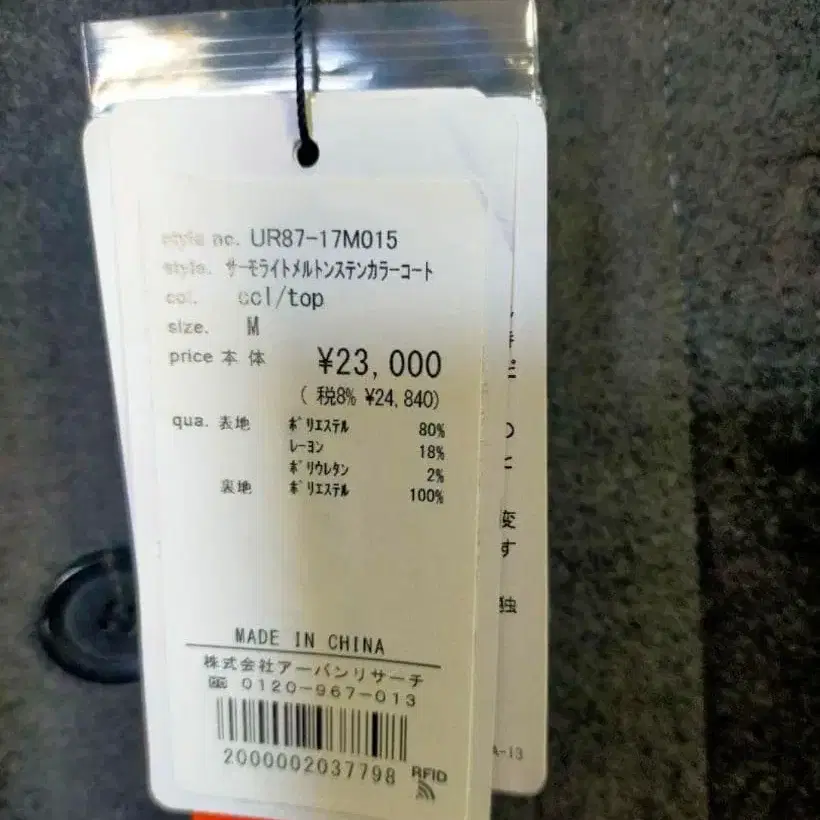 style no. UR87-17M015
style. サーモライトメルトンステンカラーコート
col. ccl/top
size. M
price 本体 ¥23,000
( 税8% ¥24,840)
qua. 表地 ポリエステル 80%
レーヨン 18%
ポリウレタン 2%
裏地 ポリエステル 100%
MADE IN CHINA
株式会社アーバンリサーチ
0120-967-013
2000002037798
RFID
変
す
独
A-13